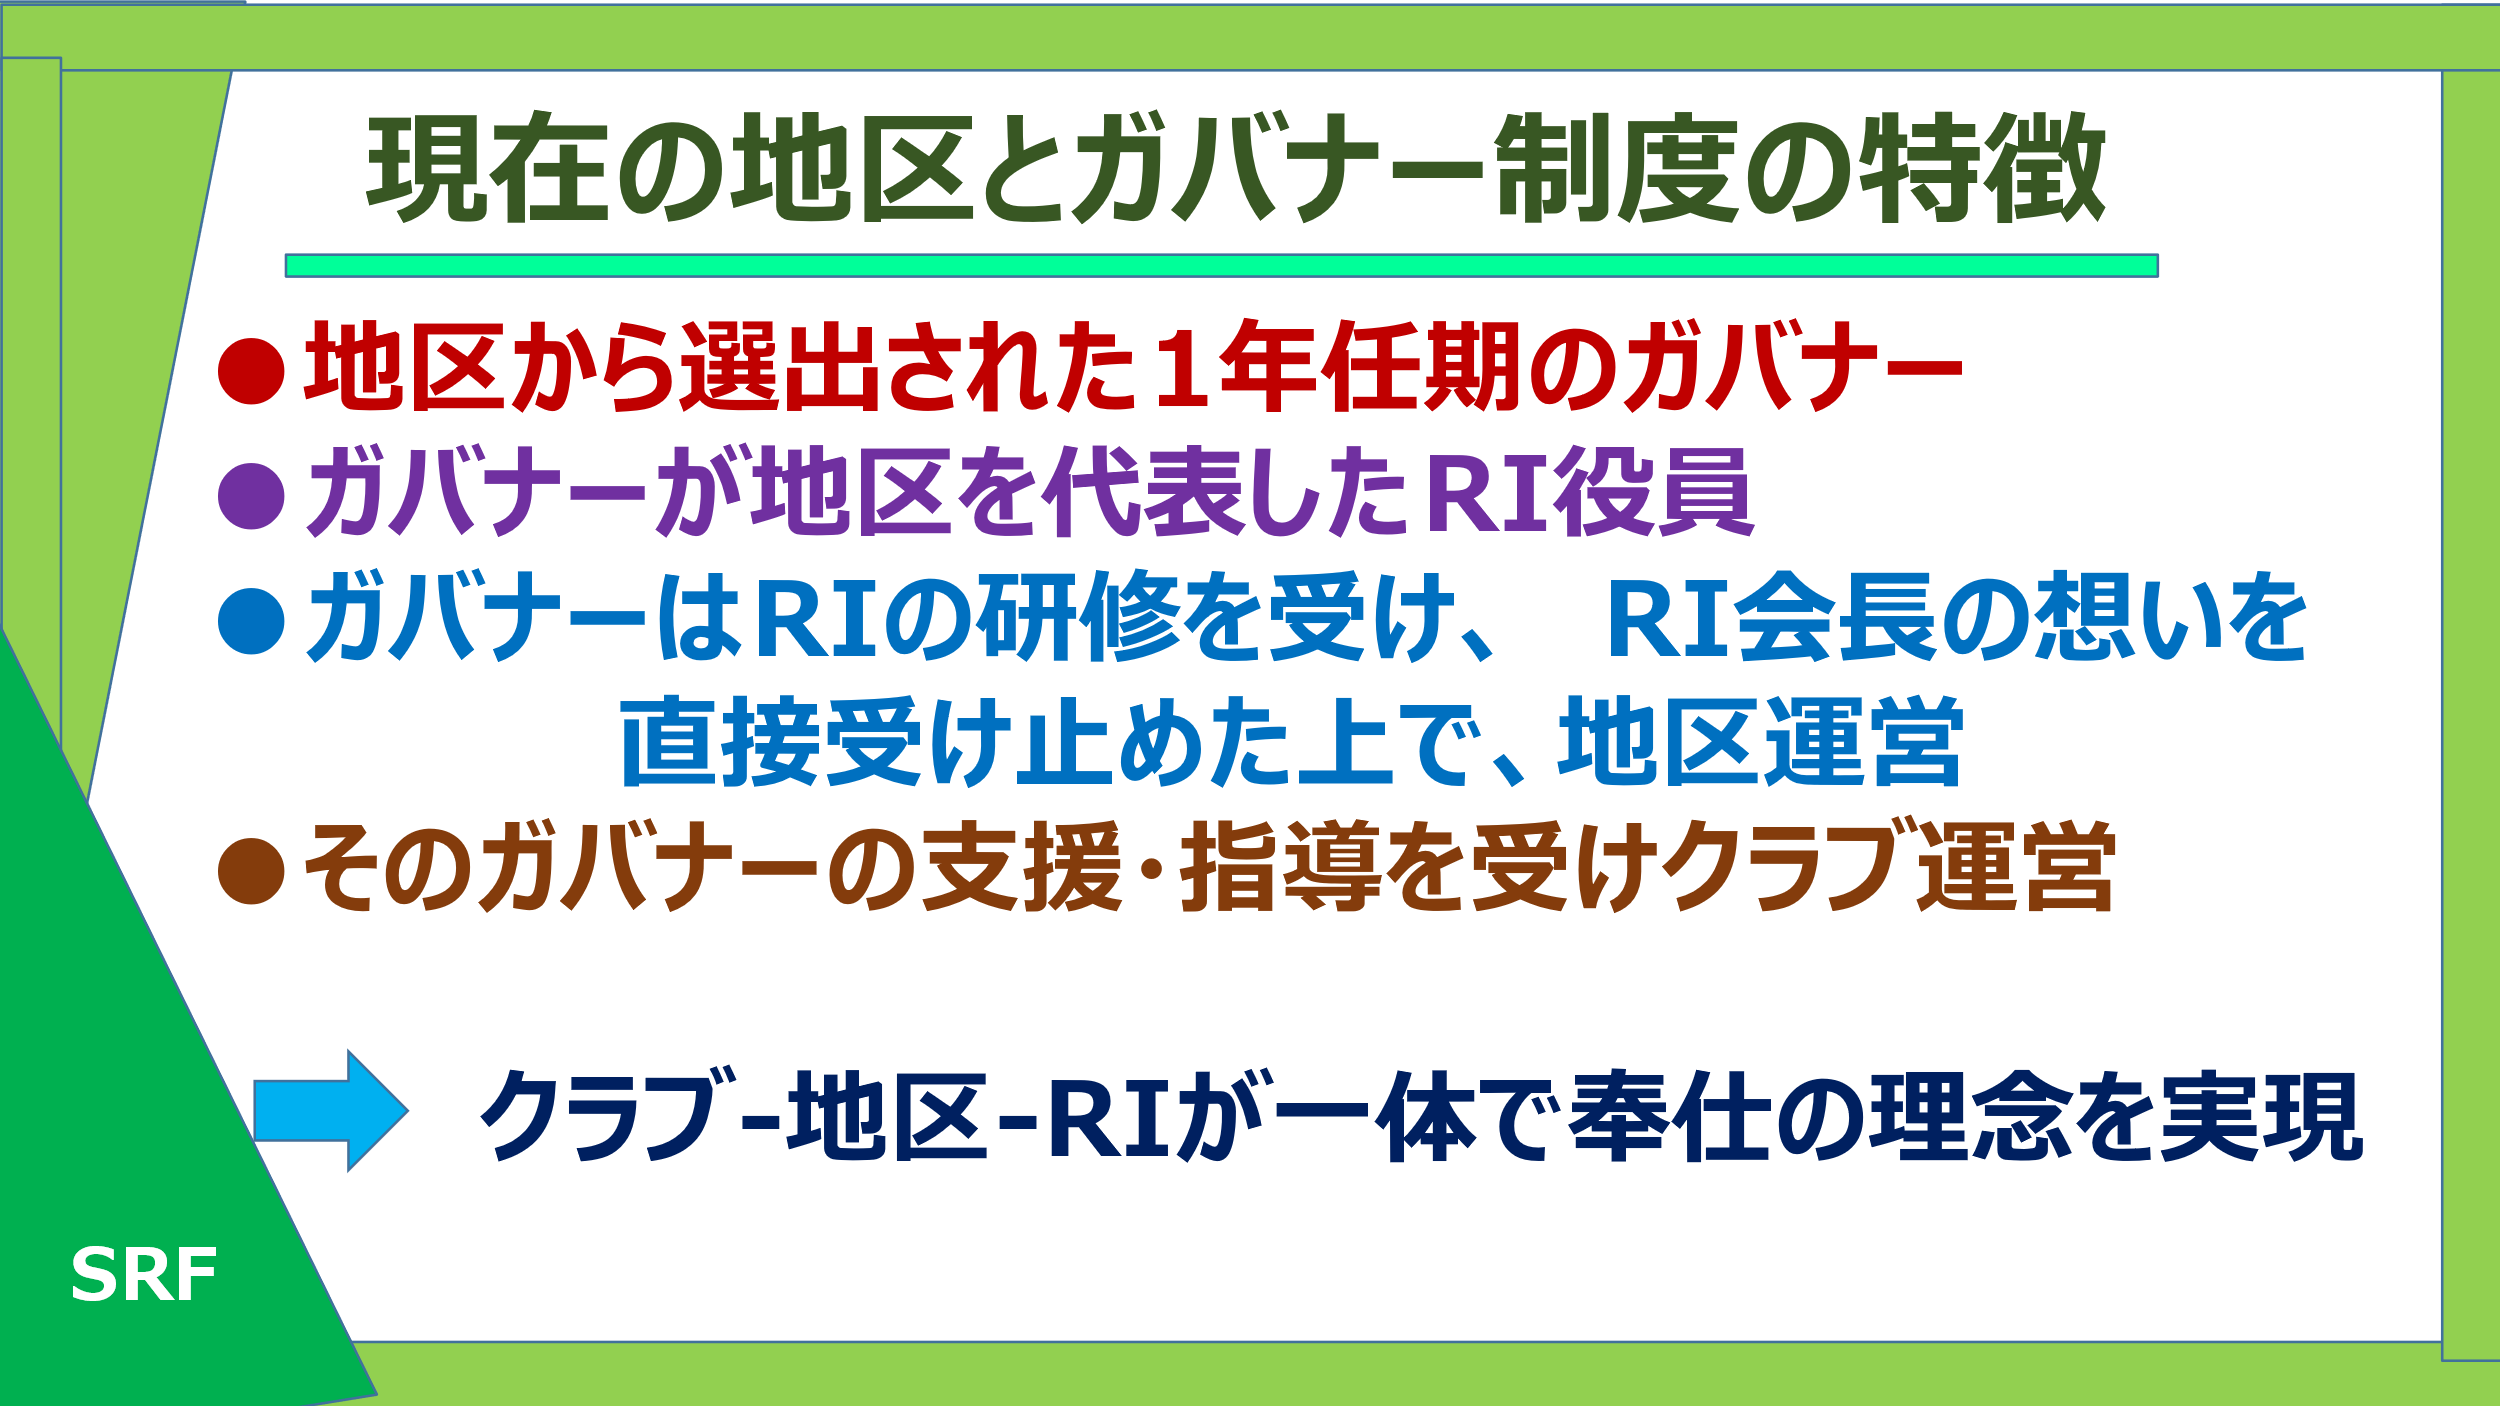 現在の地区とガバナー制度の特徴
●地区から選出された1年任期のガバナー
●ガバナーが地区を代表したRI役員
●ガバナーはRIの研修を受け、 RI会長の想いを
直接受け止めた上で、地区運営
●そのガバナーの支援・指導を受けクラブ運営
クラブ-地区-RIが一体で奉仕の機会を実現
SRF